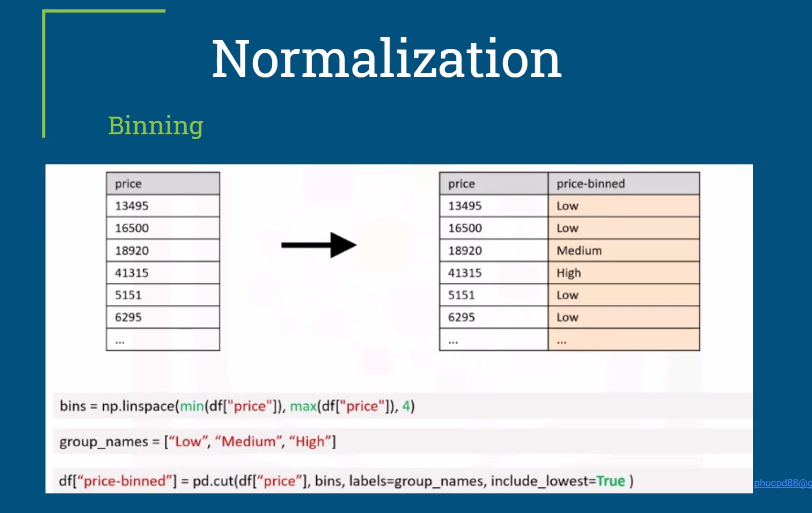 Normalization
Binning
price
13495
16500
18920
41315
5151
6295
...
price price-binned
13495 Low
16500 Low
18920 Medium
41315 High
5151 Low
6295 Low
... ...
bins = np.linspace(min(df["price"]), max(df["price"]), 4)
group_names = [“Low”, “Medium”, “High”]
df[“price-binned”] = pd.cut(df[“price”], bins, labels=group_names, include_lowest=True )
phucpd88@g